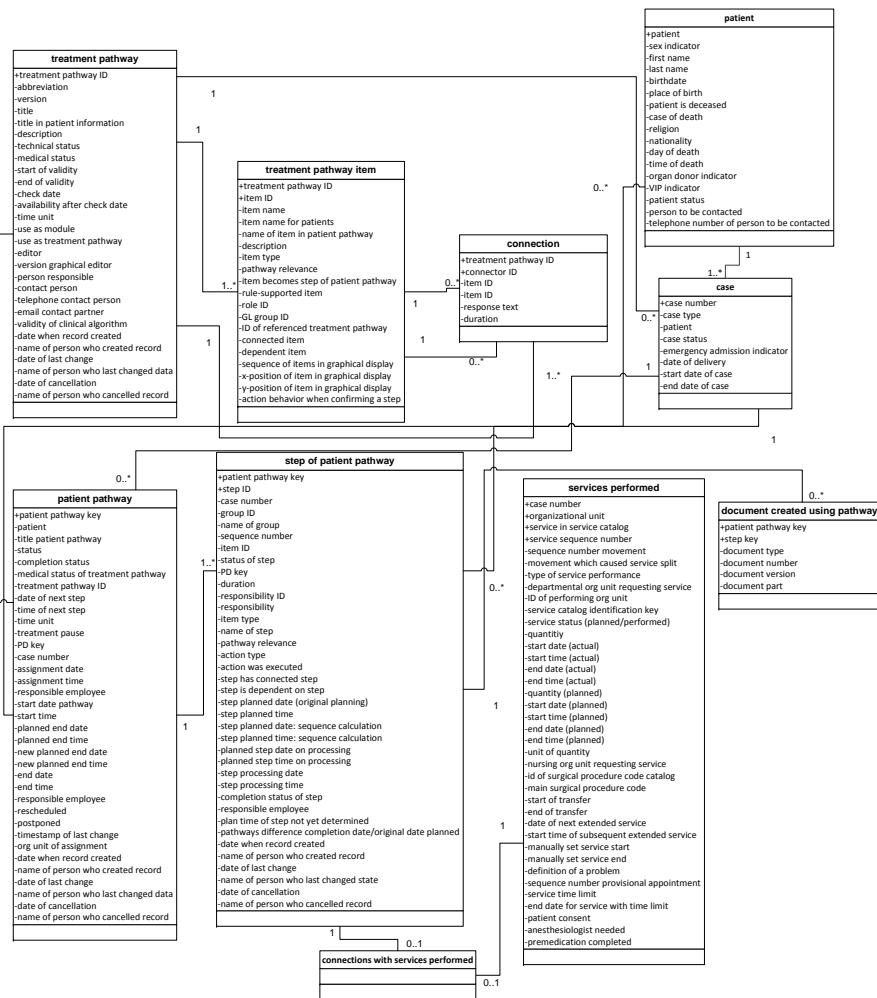 treatment pathway
+treatment pathway ID
-abbreviation
-version
-title
-title in patient information
-description
-technical status
-medical status
-start of validity
-end of validity
-check date
-availability after check date
-time unit
-use as module
-use as treatment pathway
-editor
-version graphical editor
-person responsible
-contact person
-telephone contact person
-email contact partner
-validity of clinical algorithm
-date when record created
-name of person who created record
-date of last change
-name of person who last changed data
-date of cancellation
-name of person who cancelled record
1
1
1..*
1
treatment pathway item
+treatment pathway ID
+item ID
-item name
-item name for patients
-name of item in patient pathway
-description
-item type
-pathway relevance
-item becomes step of patient pathway
-rule-supported item
-role ID
-GL group ID
-ID of referenced treatment pathway
-connected item
-dependent item
-sequence of items in graphical display
-x-position of item in graphical display
-y-position of item in graphical display
-action behavior when confirming a step
0..*
1
1
0..*
connection
+treatment pathway ID
+connector ID
-item ID
-item ID
-response text
-duration
1..*
0..*
patient
+patient
-sex indicator
-first name
-last name
-birthdate
-place of birth
-patient is deceased
-case of death
-religion
-nationality
-day of death
-time of death
-organ donor indicator
-VIP indicator
-patient status
-person to be contacted
-telephone number of person to be contacted
1
1..*
case
+case number
-case type
-patient
-case status
-emergency admission indicator
-date of delivery
-start date of case
-end date of case
0..*
1
1
0..*
patient pathway
+patient pathway key
-patient
-title patient pathway
-status
-completion status
-medical status of treatment pathway
-treatment pathway ID
-date of next step
-time of next step
-time unit
-treatment pause
-PD key
-case number
-assignment date
-assignment time
-responsible employee
-start date pathway
-start time
-planned end date
-planned end time
-new planned end date
-new planned end time
-end date
-end time
-responsible employee
-rescheduled
-postponed
-timestamp of last change
-org unit of assignment
-date when record created
-name of person who created record
-date of last change
-name of person who last changed data
-date of cancellation
-name of person who cancelled record
1..*
1
step of patient pathway
+patient pathway key
+step ID
-case number
-group ID
-name of group
-sequence number
-item ID
-status of step
-PD key
-duration
-responsibility ID
-responsibility
-item type
-name of step
-pathway relevance
-action type
-action was executed
-step has connected step
-step is dependent on step
-step planned date (original planning)
-step planned time
-step planned date: sequence calculation
-step planned time: sequence calculation
-planned step date on processing
-planned step time on processing
-step processing date
-step processing time
-completion status of step
-responsible employee
-plan time of step not yet determined
-pathways difference completion date/original date planned
-date when record created
-name of person who created record
-date of last change
-name of person who last changed state
-date of cancellation
-name of person who cancelled record
0..*
1
1
1
0..1
0..1
connections with services performed
services performed
+case number
+organizational unit
+service in service catalog
+service sequence number
-sequence number movement
-movement which caused service split
-type of service performance
-departmental org unit requesting service
-ID of performing org unit
-service catalog identification key
-service status (planned/performed)
-quantitiy
-start date (actual)
-start time (actual)
-end date (actual)
-end time (actual)
-quantity (planned)
-start date (planned)
-start time (planned)
-end date (planned)
-end time (planned)
-unit of quantity
-nursing org unit requesting service
-id of surgical procedure code catalog
-main surgical procedure code
-start of transfer
-end of transfer
-date of next extended service
-start time of subsequent extended service
-manually set service start
-manually set service end
-definition of a problem
-sequence number provisional appointment
-service time limit
-end date for service with time limit
-patient consent
-anesthesiologist needed
-premedication completed
0..*
document created using pathway
+patient pathway key
+step key
-document type
-document number
-document version
-document part